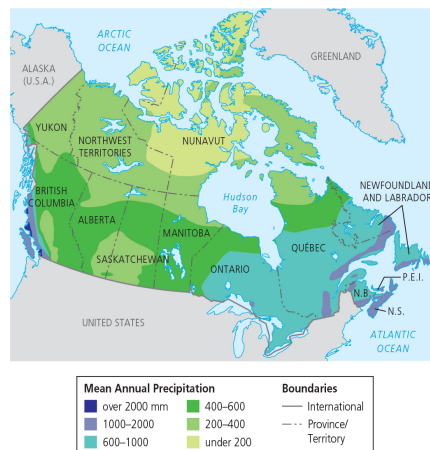 ARCTIC
OCEAN
GREENLAND
ALASKA
(U.S.A.)
YUKON
NORTHWEST
TERRITORIES
NUNAVUT
NEWFOUNDLAND
AND LABRADOR
BRITISH
COLUMBIA
Hudson
Bay
ALBERTA
MANITOBA
QUÉBEC
SASKATCHEWAN
ONTARIO
P.E.I.
N.B.
N.S.
UNITED STATES
ATLANTIC
OCEAN
Mean Annual Precipitation
over 2000 mm
1000–2000
600–1000
400–600
200–400
under 200
Boundaries
International
Province/
Territory